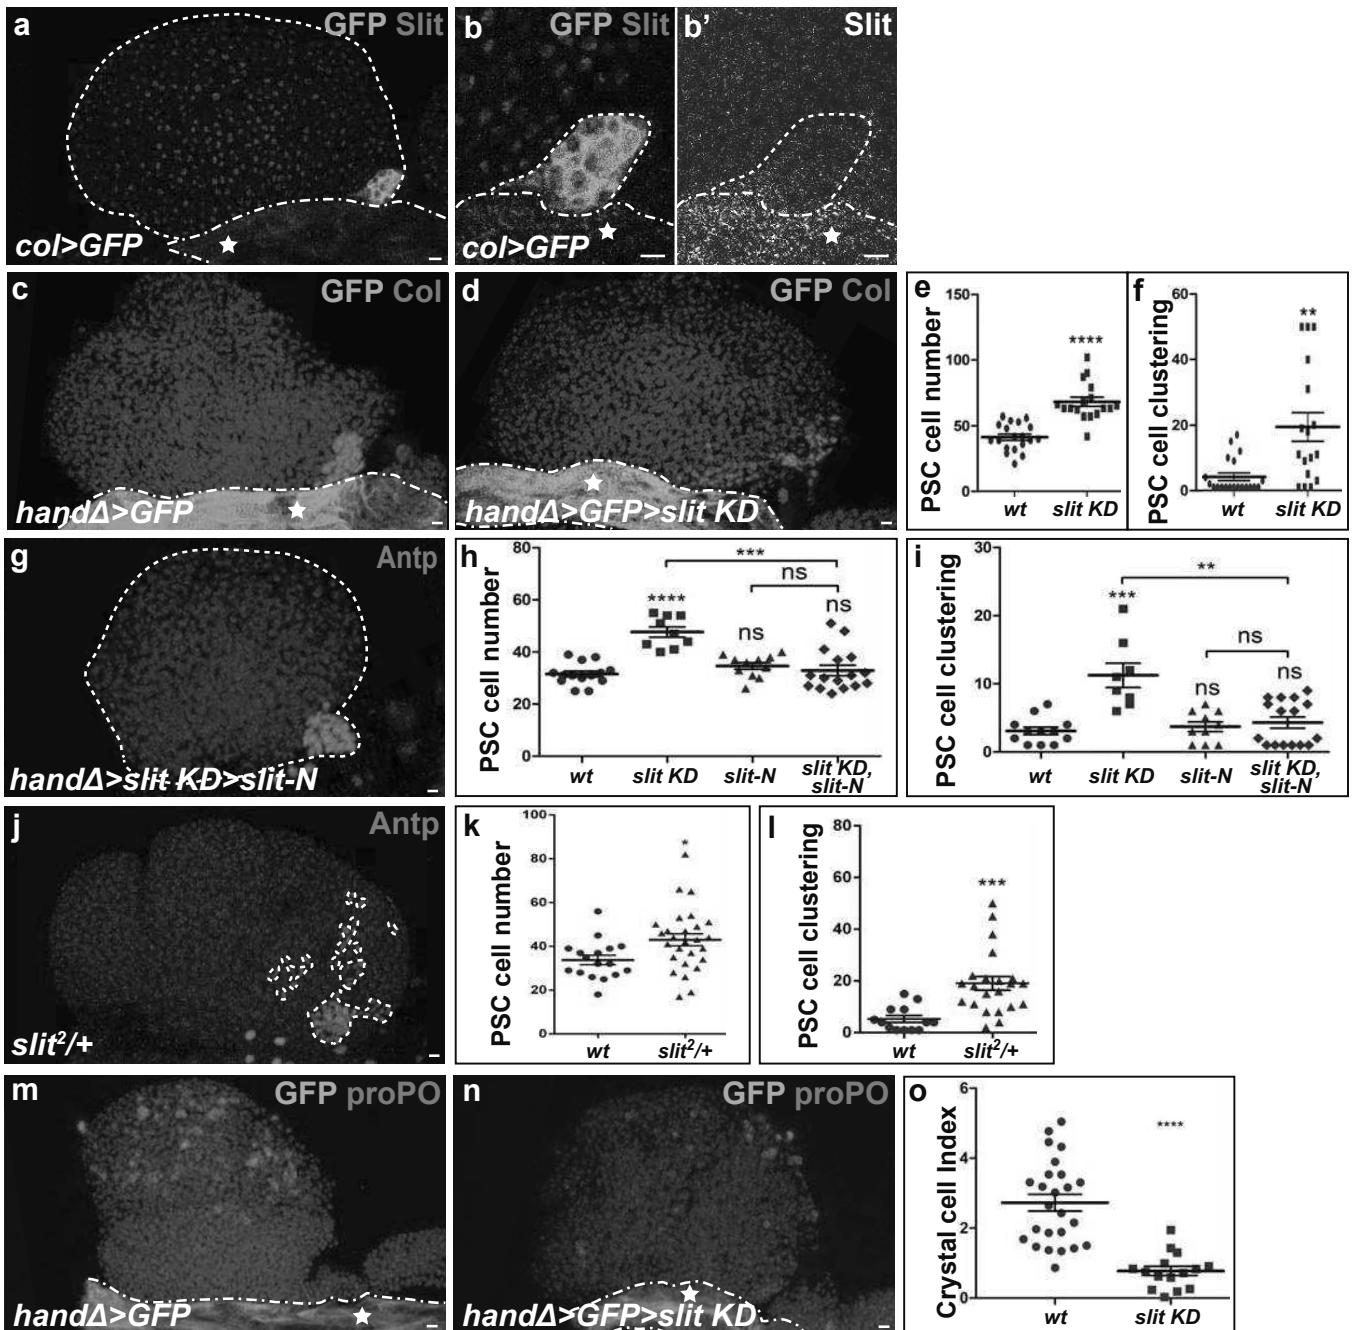 a
GFP Slit
col>GFP
b
GFP Slit
col>GFP
b'
Slit
c
GFP Col
handΔ>GFP
d
GFP Col
handΔ>GFP>slit KD
e
PSC cell number
150
100
50
0
****
wt
slit KD
f
PSC cell clustering
60
40
20
0
**
wt
slit KD
g
Antp
handΔ>slit KD>slit-N
h
PSC cell number
80
60
40
20
0
***
ns
****
ns
ns
wt
slit KD
slit-N
slit KD,
slit-N
i
PSC cell clustering
30
20
10
0
**
***
ns
ns
ns
wt
slit KD
slit-N
slit KD,
slit-N
j
Antp
slit²/+
k
PSC cell number
100
80
60
40
20
0
*
wt
slit²/+
l
PSC cell clustering
80
60
40
20
0
***
wt
slit²/+
m
GFP proPO
handΔ>GFP
n
GFP proPO
handΔ>GFP>slit KD
o
Crystal cell Index
6
4
2
0
****
wt
slit KD